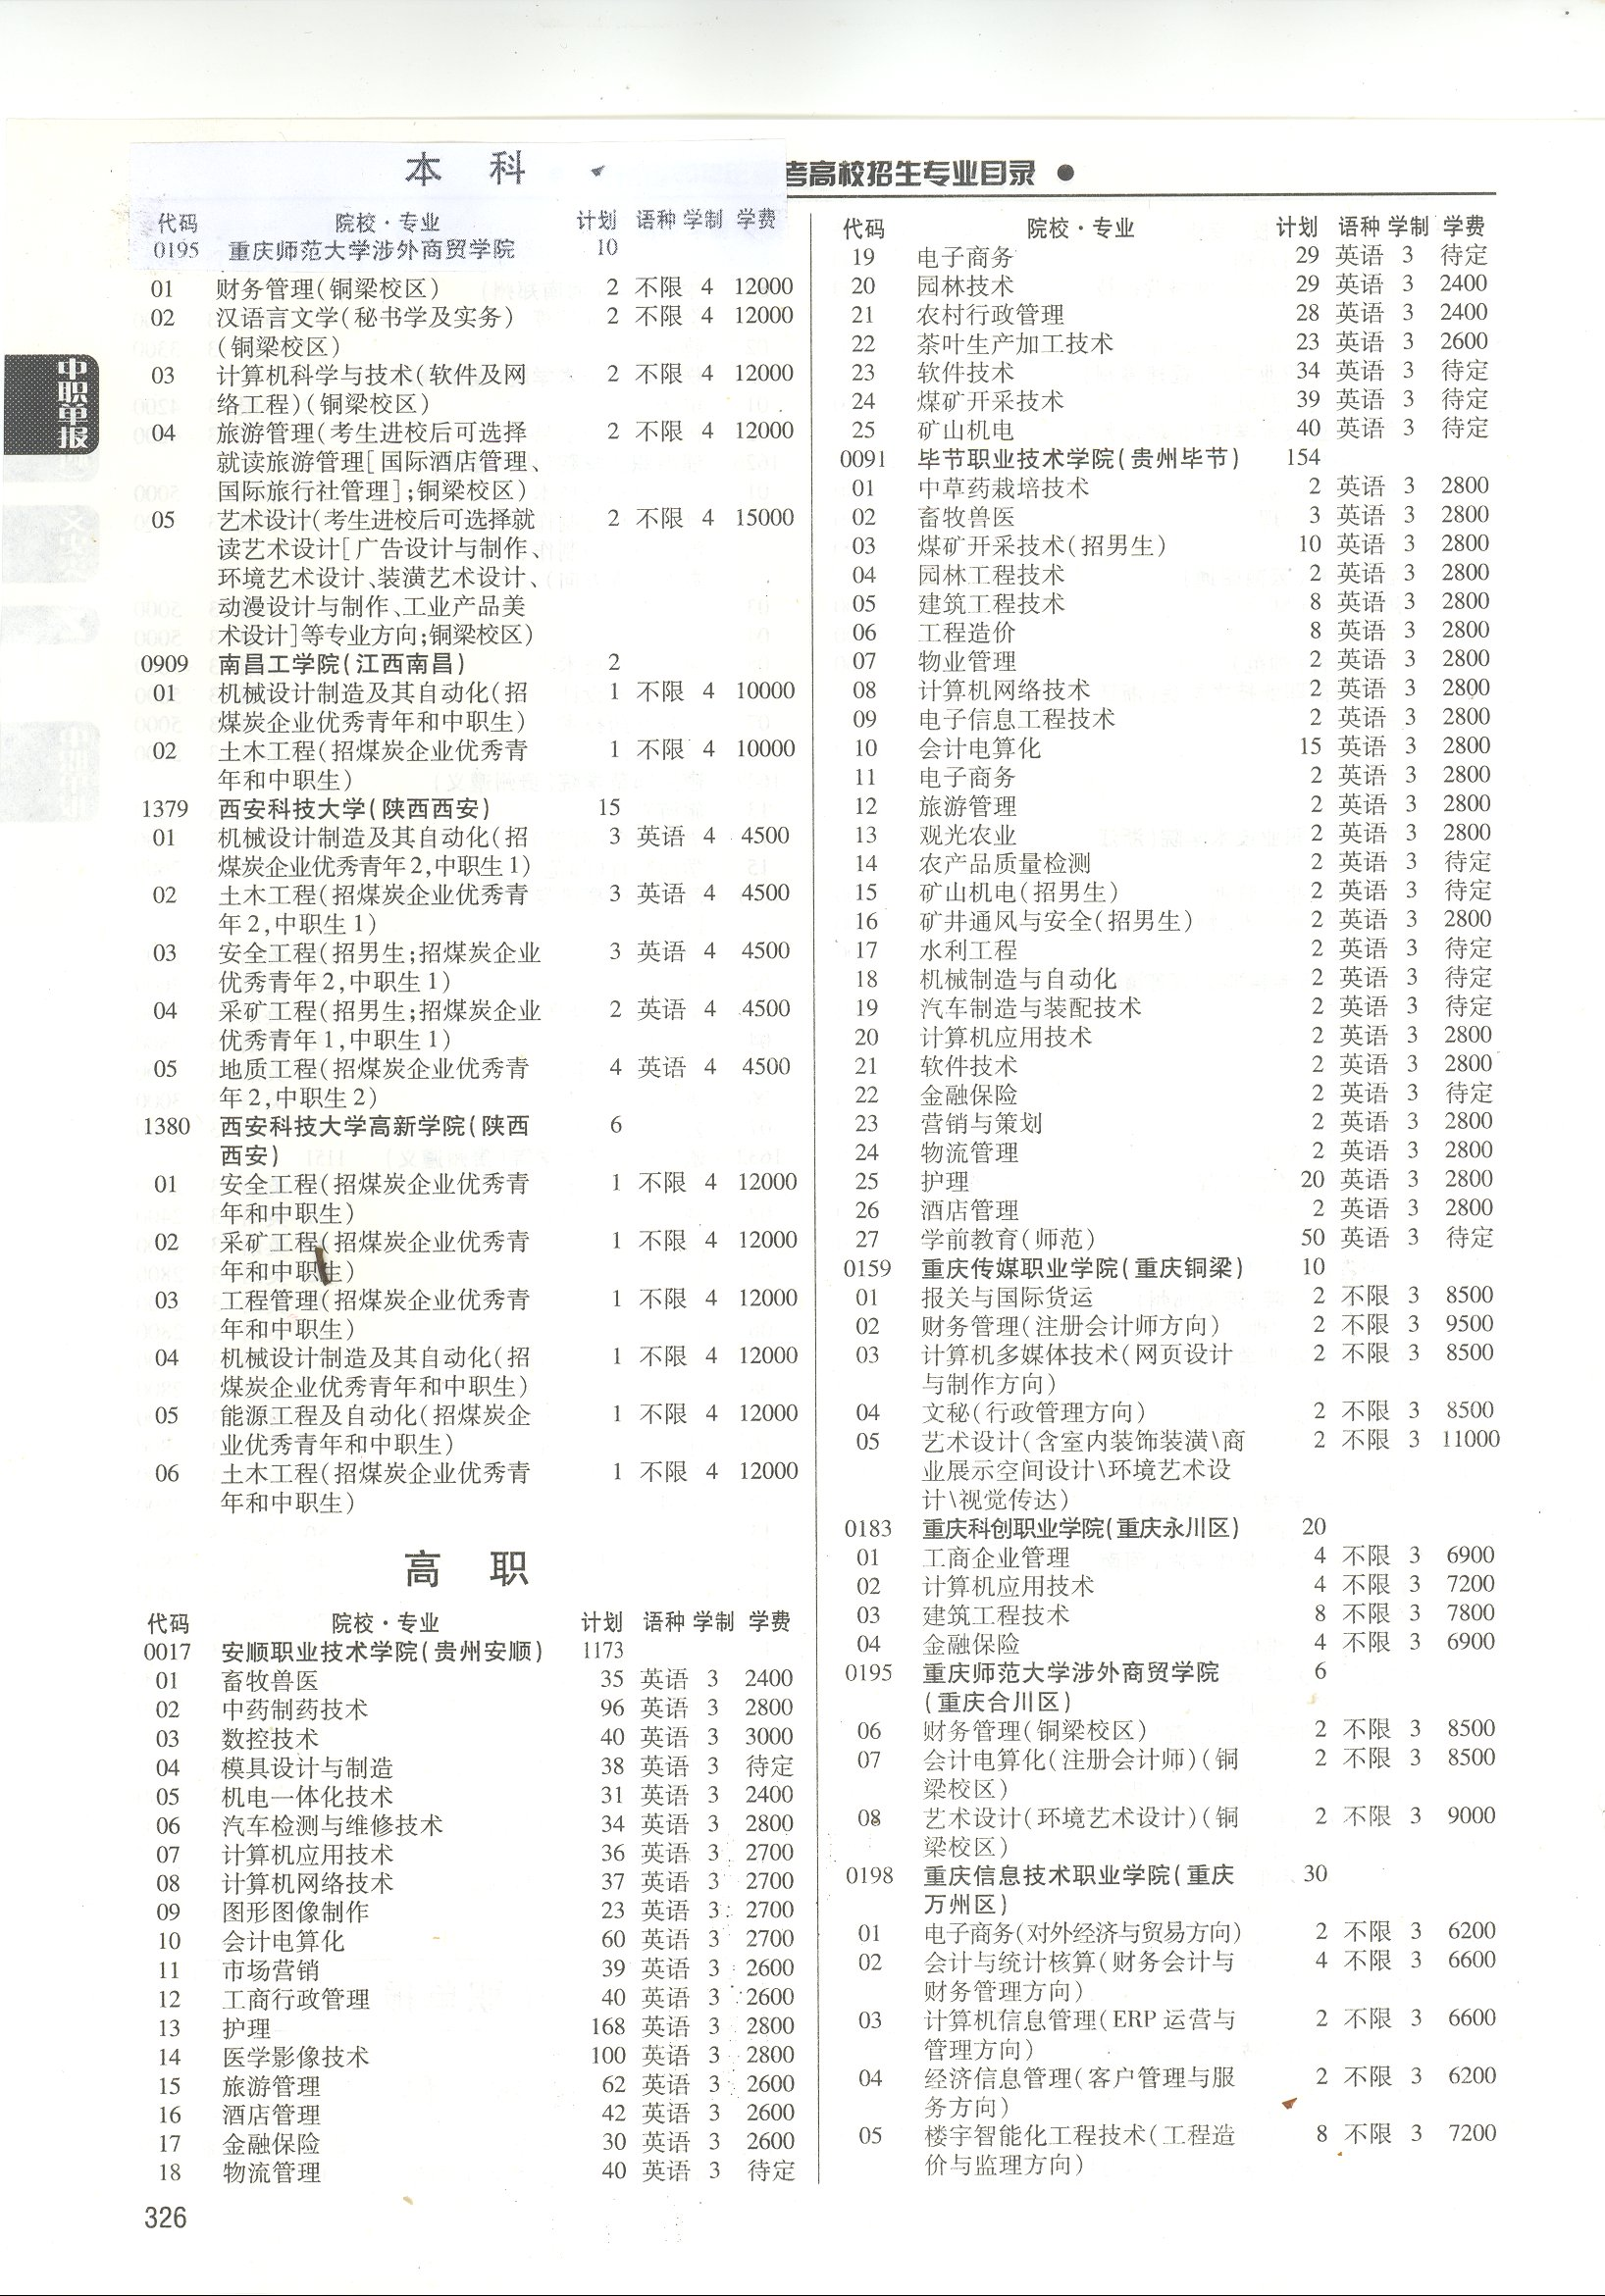 本 科
考高校招生专业目录 ●
中职单报
代码 院校·专业 计划 语种 学制 学费
0195 重庆师范大学涉外商贸学院 10
01 财务管理(铜梁校区) 2 不限 4 12000
02 汉语言文学(秘书学及实务) 2 不限 4 12000
(铜梁校区)
03 计算机科学与技术(软件及网 2 不限 4 12000
络工程)(铜梁校区)
04 旅游管理(考生进校后可选择 2 不限 4 12000
就读旅游管理[国际酒店管理、
国际旅行社管理];铜梁校区)
05 艺术设计(考生进校后可选择就 2 不限 4 15000
读艺术设计[广告设计与制作、
环境艺术设计、装潢艺术设计、
动漫设计与制作、工业产品美
术设计]等专业方向;铜梁校区)
0909 南昌工学院(江西南昌) 2
01 机械设计制造及其自动化(招 1 不限 4 10000
煤炭企业优秀青年和中职生)
02 土木工程(招煤炭企业优秀青 1 不限 4 10000
年和中职生)
1379 西安科技大学(陕西西安) 15
01 机械设计制造及其自动化(招 3 英语 4 4500
煤炭企业优秀青年2,中职生1)
02 土木工程(招煤炭企业优秀青 3 英语 4 4500
年2,中职生1)
03 安全工程(招男生;招煤炭企业 3 英语 4 4500
优秀青年2,中职生1)
04 采矿工程(招男生;招煤炭企业 2 英语 4 4500
优秀青年1,中职生1)
05 地质工程(招煤炭企业优秀青 4 英语 4 4500
年2,中职生2)
1380 西安科技大学高新学院(陕西 6
西安)
01 安全工程(招煤炭企业优秀青 1 不限 4 12000
年和中职生)
02 采矿工程(招煤炭企业优秀青 1 不限 4 12000
年和中职生)
03 工程管理(招煤炭企业优秀青 1 不限 4 12000
年和中职生)
04 机械设计制造及其自动化(招 1 不限 4 12000
煤炭企业优秀青年和中职生)
05 能源工程及自动化(招煤炭企 1 不限 4 12000
业优秀青年和中职生)
06 土木工程(招煤炭企业优秀青 1 不限 4 12000
年和中职生)
高 职
代码 院校·专业 计划 语种 学制 学费
0017 安顺职业技术学院(贵州安顺) 1173
01 畜牧兽医 35 英语 3 2400
02 中药制药技术 96 英语 3 2800
03 数控技术 40 英语 3 3000
04 模具设计与制造 38 英语 3 待定
05 机电一体化技术 31 英语 3 2400
06 汽车检测与维修技术 34 英语 3 2800
07 计算机应用技术 36 英语 3 2700
08 计算机网络技术 37 英语 3 2700
09 图形图像制作 23 英语 3 2700
10 会计电算化 60 英语 3 2700
11 市场营销 39 英语 3 2600
12 工商行政管理 40 英语 3 2600
13 护理 168 英语 3 2800
14 医学影像技术 100 英语 3 2800
15 旅游管理 62 英语 3 2600
16 酒店管理 42 英语 3 2600
17 金融保险 30 英语 3 2600
18 物流管理 40 英语 3 待定
代码 院校·专业 计划 语种 学制 学费
19 电子商务 29 英语 3 待定
20 园林技术 29 英语 3 2400
21 农村行政管理 28 英语 3 2400
22 茶叶生产加工技术 23 英语 3 2600
23 软件技术 34 英语 3 待定
24 煤矿开采技术 39 英语 3 待定
25 矿山机电 40 英语 3 待定
0091 毕节职业技术学院(贵州毕节) 154
01 中草药栽培技术 2 英语 3 2800
02 畜牧兽医 3 英语 3 2800
03 煤矿开采技术(招男生) 10 英语 3 2800
04 园林工程技术 2 英语 3 2800
05 建筑工程技术 8 英语 3 2800
06 工程造价 8 英语 3 2800
07 物业管理 2 英语 3 2800
08 计算机网络技术 2 英语 3 2800
09 电子信息工程技术 2 英语 3 2800
10 会计电算化 15 英语 3 2800
11 电子商务 2 英语 3 2800
12 旅游管理 2 英语 3 2800
13 观光农业 2 英语 3 2800
14 农产品质量检测 2 英语 3 待定
15 矿山机电(招男生) 2 英语 3 待定
16 矿井通风与安全(招男生) 2 英语 3 2800
17 水利工程 2 英语 3 待定
18 机械制造与自动化 2 英语 3 待定
19 汽车制造与装配技术 2 英语 3 待定
20 计算机应用技术 2 英语 3 2800
21 软件技术 2 英语 3 2800
22 金融保险 2 英语 3 待定
23 营销与策划 2 英语 3 2800
24 物流管理 2 英语 3 2800
25 护理 20 英语 3 2800
26 酒店管理 2 英语 3 2800
27 学前教育(师范) 50 英语 3 待定
0159 重庆传媒职业学院(重庆铜梁) 10
01 报关与国际货运 2 不限 3 8500
02 财务管理(注册会计师方向) 2 不限 3 9500
03 计算机多媒体技术(网页设计 2 不限 3 8500
与制作方向)
04 文秘(行政管理方向) 2 不限 3 8500
05 艺术设计(含室内装饰装潢\商 2 不限 3 11000
业展示空间设计\环境艺术设
计\视觉传达)
0183 重庆科创职业学院(重庆永川区) 20
01 工商企业管理 4 不限 3 6900
02 计算机应用技术 4 不限 3 7200
03 建筑工程技术 8 不限 3 7800
04 金融保险 4 不限 3 6900
0195 重庆师范大学涉外商贸学院 6
(重庆合川区)
06 财务管理(铜梁校区) 2 不限 3 8500
07 会计电算化(注册会计师)(铜 2 不限 3 8500
梁校区)
08 艺术设计(环境艺术设计)(铜 2 不限 3 9000
梁校区)
0198 重庆信息技术职业学院(重庆 30
万州区)
01 电子商务(对外经济与贸易方向) 2 不限 3 6200
02 会计与统计核算(财务会计与 4 不限 3 6600
财务管理方向)
03 计算机信息管理(ERP 运营与 2 不限 3 6600
管理方向)
04 经济信息管理(客户管理与服 2 不限 3 6200
务方向)
05 楼宇智能化工程技术(工程造 8 不限 3 7200
价与监理方向)
326